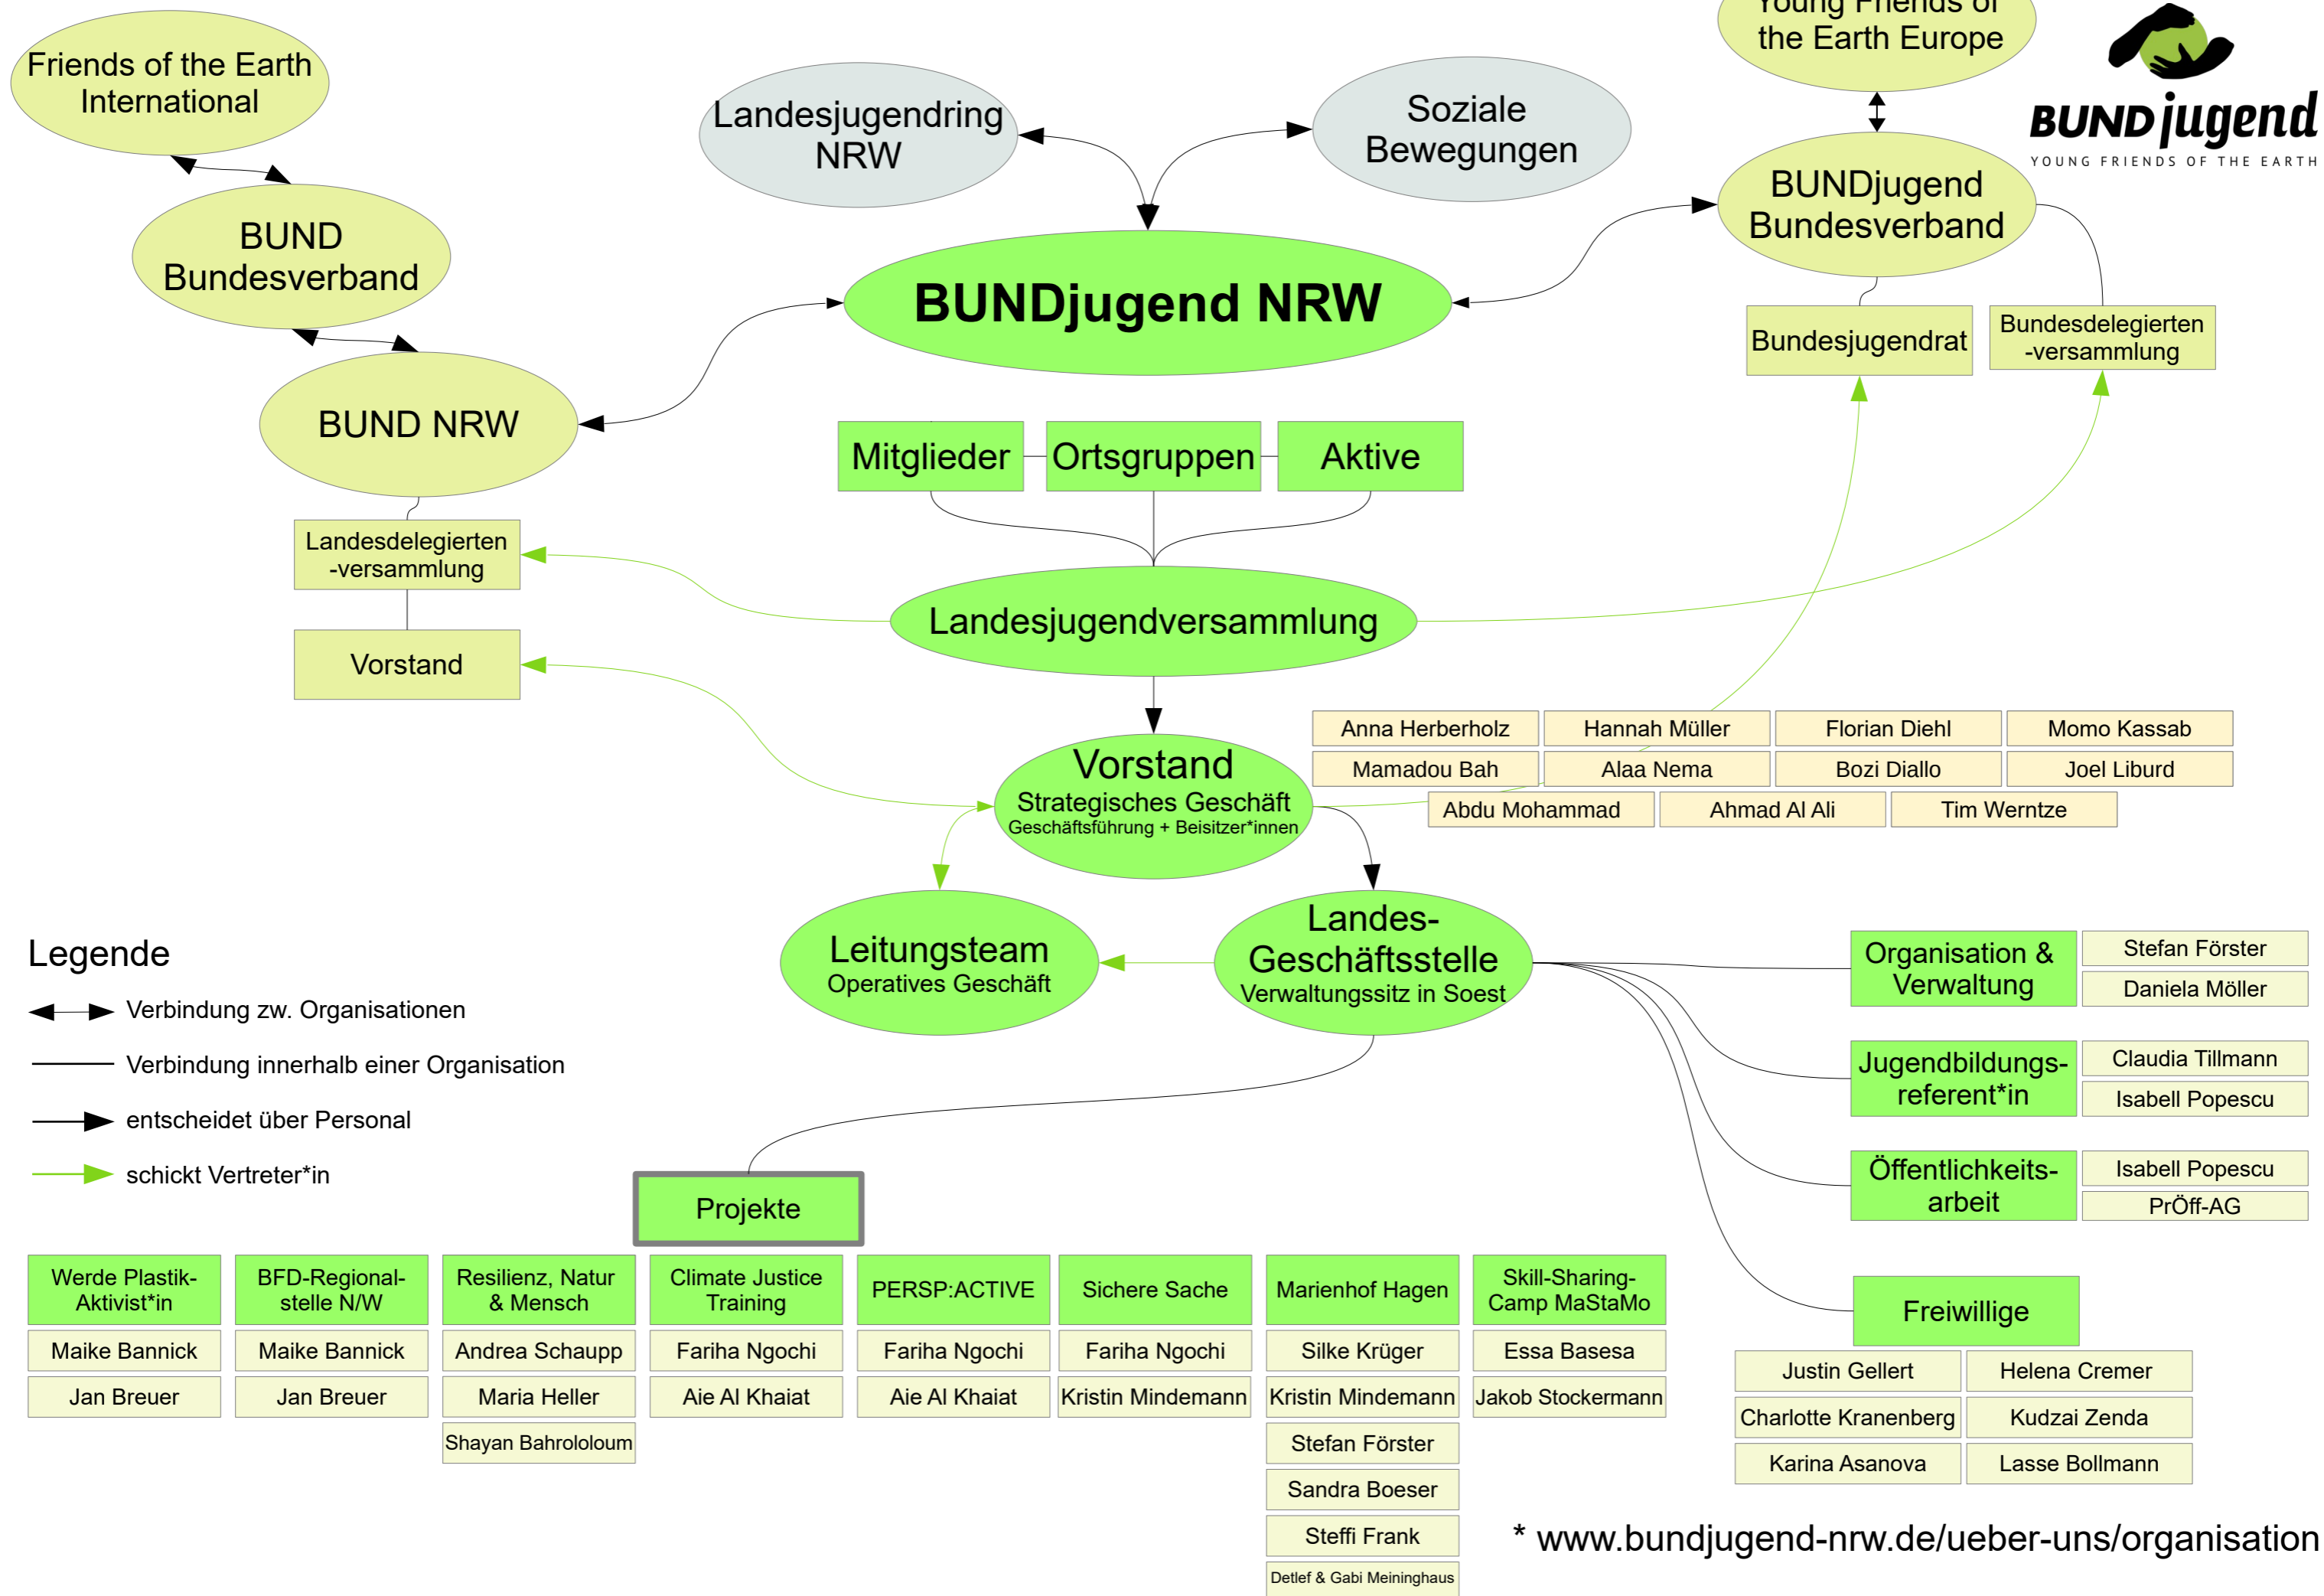 Friends of the Earth
International
Young Friends of
the Earth Europe
BUNDjugend
YOUNG FRIENDS OF THE EARTH
Landesjugendring
NRW
Soziale
Bewegungen
BUND
Bundesverband
BUNDjugend
Bundesverband
BUNDjugend NRW
Bundesjugendrat
Bundesdelegierten
-versammlung
BUND NRW
Mitglieder
Ortsgruppen
Aktive
Landesdelegierten
-versammlung
Landesjugendversammlung
Vorstand
Vorstand
Strategisches Geschäft
Geschäftsführung + Beisitzer*innen
Anna Herberholz
Hannah Müller
Florian Diehl
Momo Kassab
Mamadou Bah
Alaa Nema
Bozi Diallo
Joel Liburd
Abdu Mohammad
Ahmad Al Ali
Tim Werntze
Leitungsteam
Operatives Geschäft
Landes-
Geschäftsstelle
Verwaltungssitz in Soest
Legende
Verbindung zw. Organisationen
Verbindung innerhalb einer Organisation
entscheidet über Personal
schickt Vertreter*in
Organisation &
Verwaltung
Stefan Förster
Daniela Möller
Jugendbildungs-
referent*in
Claudia Tillmann
Isabell Popescu
Öffentlichkeits-
arbeit
Isabell Popescu
PrÖff-AG
Freiwillige
Justin Gellert
Helena Cremer
Charlotte Kranenberg
Kudzai Zenda
Karina Asanova
Lasse Bollmann
Projekte
Werde Plastik-
Aktivist*in
Maike Bannick
Jan Breuer
BFD-Regional-
stelle N/W
Maike Bannick
Jan Breuer
Resilienz, Natur
& Mensch
Andrea Schaupp
Maria Heller
Shayan Bahrololoum
Climate Justice
Training
Fariha Ngochi
Aie Al Khaiat
PERSP:ACTIVE
Fariha Ngochi
Aie Al Khaiat
Sichere Sache
Fariha Ngochi
Kristin Mindemann
Marienhof Hagen
Silke Krüger
Kristin Mindemann
Stefan Förster
Sandra Boeser
Steffi Frank
Detlef & Gabi Meininghaus
Skill-Sharing-
Camp MaStaMo
Essa Basesa
Jakob Stockermann
* www.bundjugend-nrw.de/ueber-uns/organisation